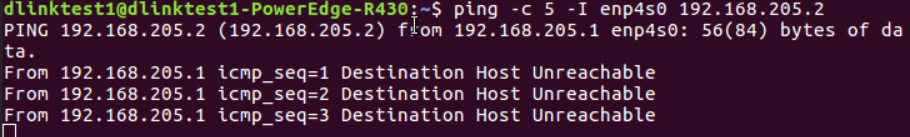 dlinktest1@dlinktest1-PowerEdge-R430:~$ ping -c 5 -I enp4s0 192.168.205.2
PING 192.168.205.2 (192.168.205.2) from 192.168.205.1 enp4s0: 56(84) bytes of da
ta.
From 192.168.205.1 icmp_seq=1 Destination Host Unreachable
From 192.168.205.1 icmp_seq=2 Destination Host Unreachable
From 192.168.205.1 icmp_seq=3 Destination Host Unreachable